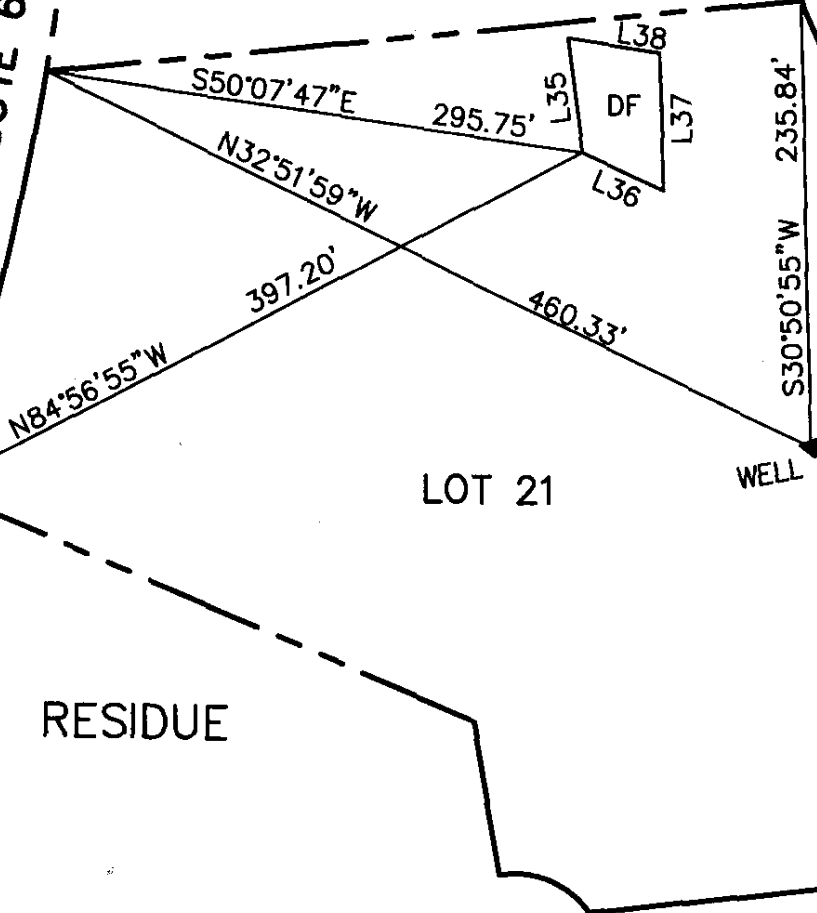 L38
S50°07'47"E
295.75'
L35
DF
L37
235.84'
N32°51'59"W
L36
397.20'
460.33'
S30°50'55"W
N84°56'55"W
LOT 21
WELL
RESIDUE